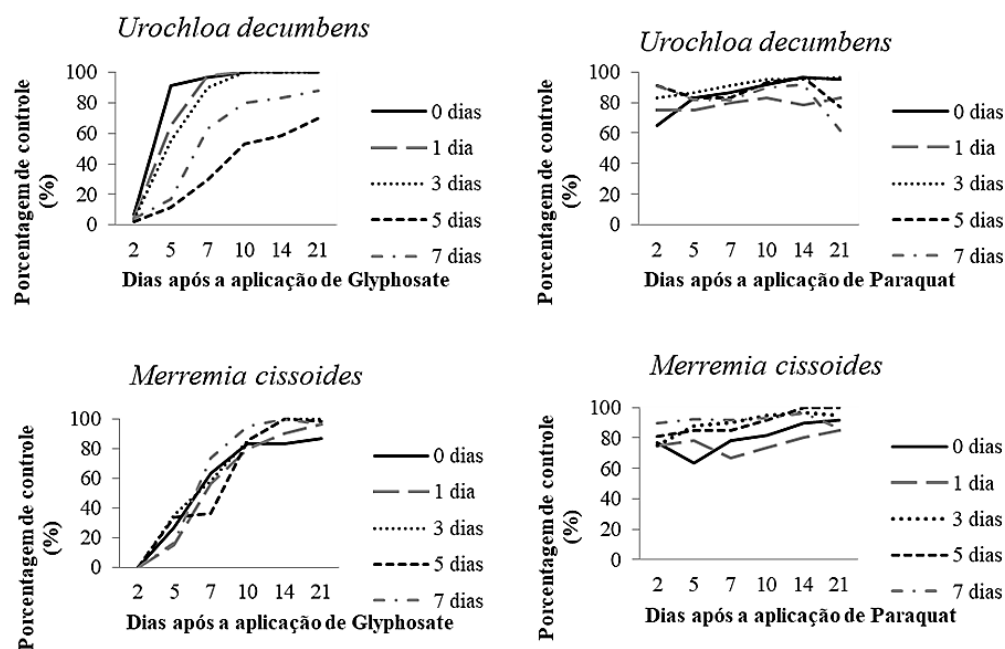 Urochloa decumbens
Porcentagem de controle
(%)
100
80
60
40
20
0
2 5 7 10 14 21
Dias após a aplicação de Glyphosate
0 dias
1 dia
3 dias
5 dias
7 dias
Urochloa decumbens
Porcentagem de controle
(%)
100
80
60
40
20
0
2 5 7 10 14 21
Dias após a aplicação de Paraquat
0 dias
1 dia
3 dias
5 dias
7 dias
Merremia cissoides
Porcentagem de controle
(%)
100
80
60
40
20
0
2 5 7 10 14 21
Dias após a aplicação de Glyphosate
0 dias
1 dia
3 dias
5 dias
7 dias
Merremia cissoides
Porcentagem de controle
(%)
100
80
60
40
20
0
2 5 7 10 14 21
Dias após a aplicação de Paraquat
0 dias
1 dia
3 dias
5 dias
7 dias